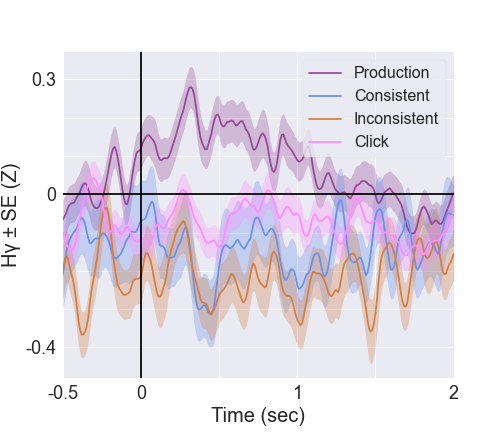 Production
Consistent
Inconsistent
Click
Hγ ± SE (Z)
0.3
0
-0.4
-0.5
0
1
2
Time (sec)